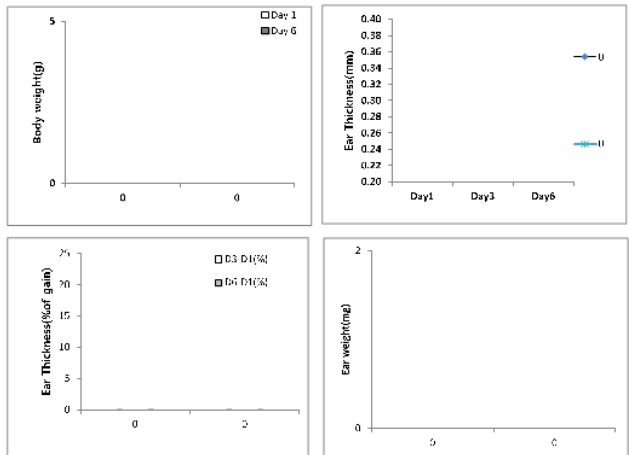 5
Day 1
Day 6
Body weight(g)
0
0 0
0.40
0.38
0.36
0.34
0.32
0.30
0.28
0.26
0.24
0.22
0.20
Ear Thickness(mm)
Day1 Day3 Day6
0
0
25
20
15
10
5
0
Ear Thickness(%of gain)
D3-D1(%)
D6-D1(%)
0 0
2
Ear weight(mg)
0
0 0